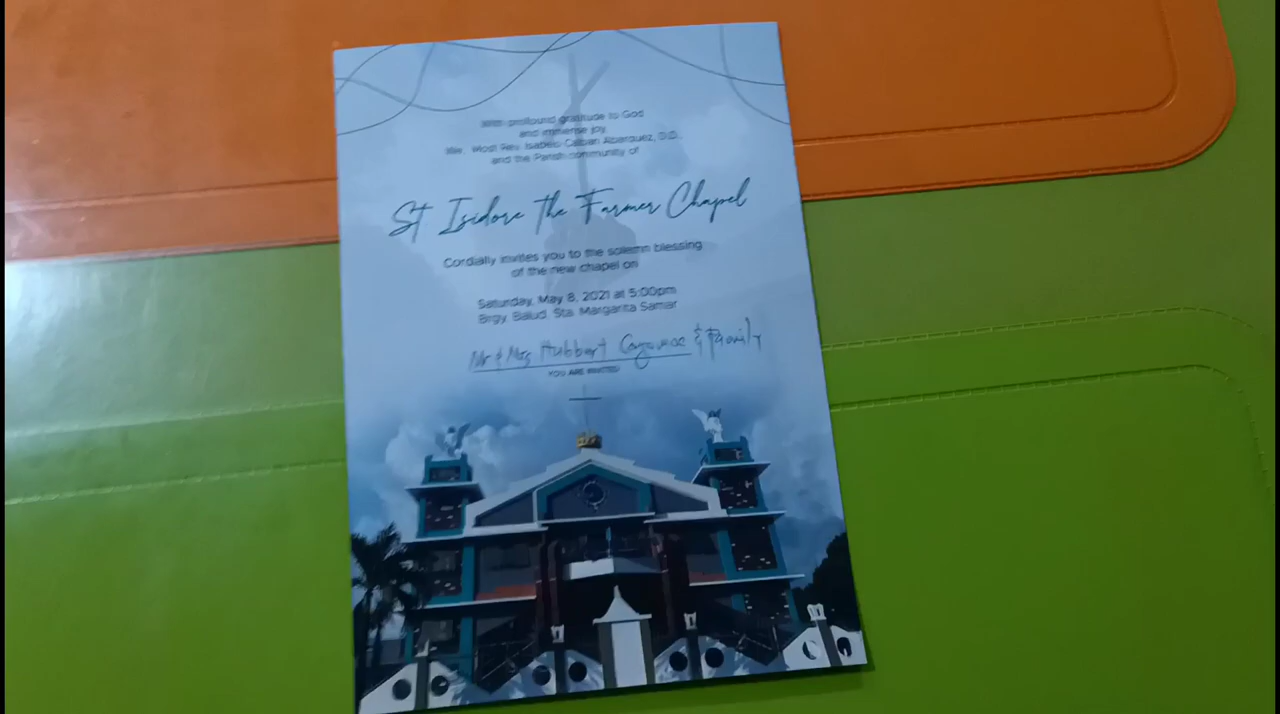 With profound gratitude to God
and immense joy,
We, Most Rev. Isabelo Caiban Abarquez, D.D.,
and the Parish community of
St Isidore the Farmer Chapel
Cordially invites you to the solemn blessing
of the new chapel on
Saturday, May 8, 2021 at 5:00pm
Brgy. Balud, Sta. Margarita Samar
Mr & Mrs Hubbert & Family
YOU ARE INVITED